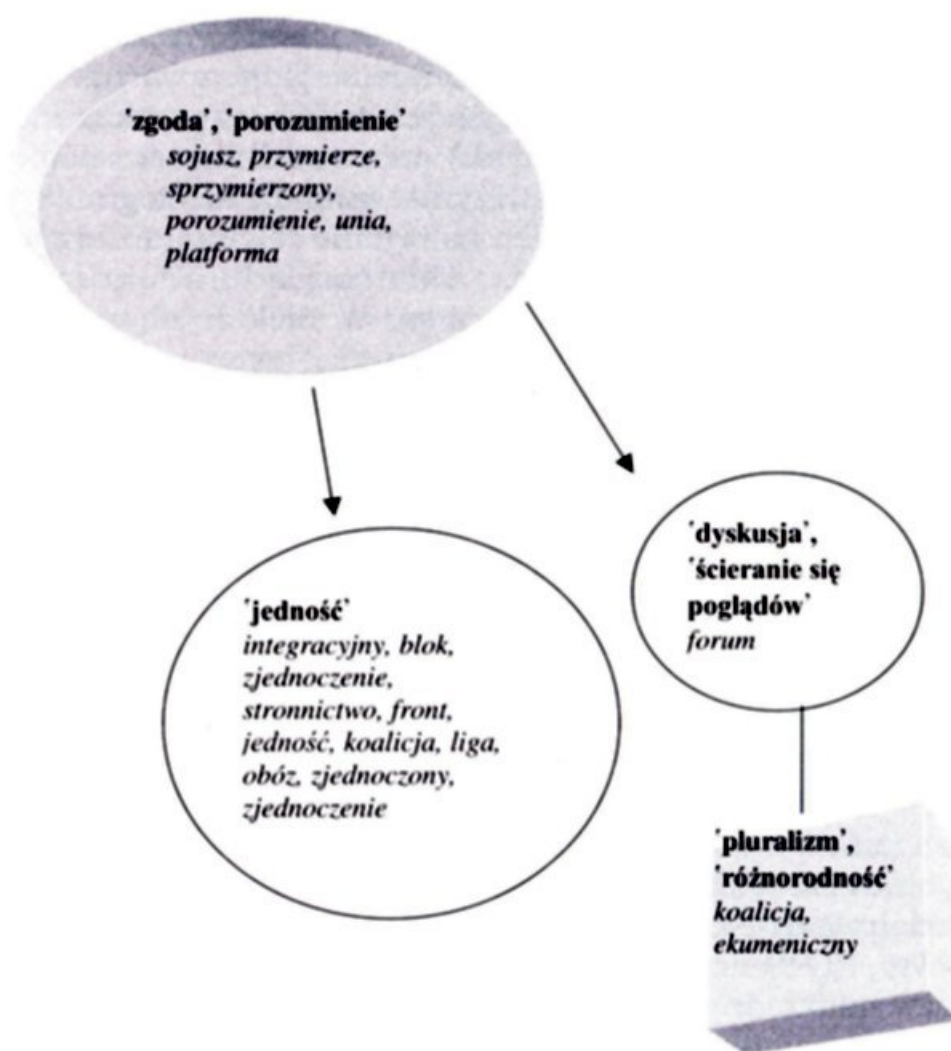 'zgoda', 'porozumienie'
sojusz, przymierze,
sprzymierzony,
porozumienie, unia,
platforma
'jedność'
integracyjny, blok,
zjednoczenie,
stronnictwo, front,
jedność, koalicja, liga,
obóz, zjednoczony,
zjednoczenie
'dyskusja',
'ścieranie się
poglądów'
forum
'pluralizm',
'różnorodność'
koalicja,
ekumeniczny